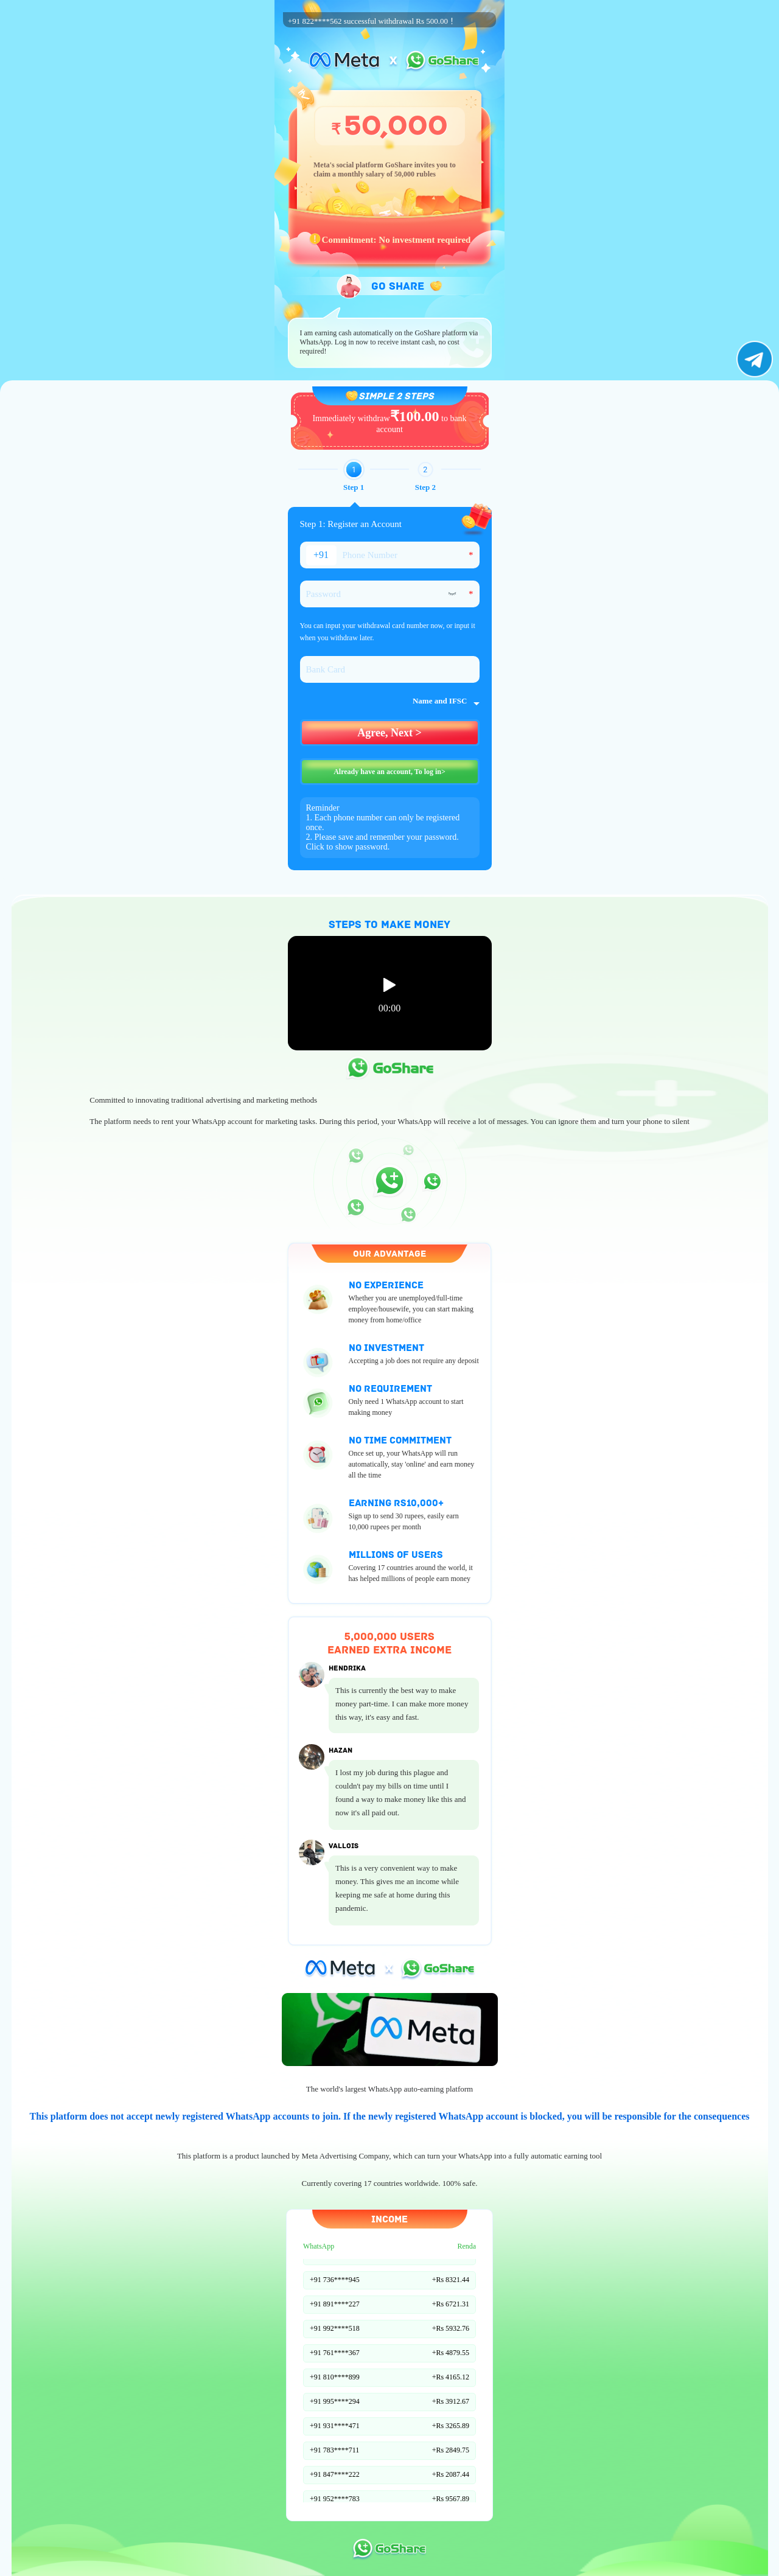 +91 822****562 successful withdrawal Rs 500.00 !
Meta x GoShare
₹ 50,000
Meta's social platform GoShare invites you to
claim a monthly salary of 50,000 rubles
Commitment: No investment required
GO SHARE
I am earning cash automatically on the GoShare platform via
WhatsApp. Log in now to receive instant cash, no cost
required!
SIMPLE 2 STEPS
Immediately withdraw ₹100.00 to bank
account
1
2
Step 1
Step 2
Step 1: Register an Account
+91 Phone Number *
Password *
You can input your withdrawal card number now, or input it
when you withdraw later.
Bank Card
Name and IFSC
Agree, Next >
Already have an account, To log in>
Reminder
1. Each phone number can only be registered
once.
2. Please save and remember your password.
Click to show password.
STEPS TO MAKE MONEY
00:00
GoShare
Committed to innovating traditional advertising and marketing methods
The platform needs to rent your WhatsApp account for marketing tasks. During this period, your WhatsApp will receive a lot of messages. You can ignore them and turn your phone to silent
OUR ADVANTAGE
NO EXPERIENCE
Whether you are unemployed/full-time
employee/housewife, you can start making
money from home/office
NO INVESTMENT
Accepting a job does not require any deposit
NO REQUIREMENT
Only need 1 WhatsApp account to start
making money
NO TIME COMMITMENT
Once set up, your WhatsApp will run
automatically, stay 'online' and earn money
all the time
EARNING RS10,000+
Sign up to send 30 rupees, easily earn
10,000 rupees per month
MILLIONS OF USERS
Covering 17 countries around the world, it
has helped millions of people earn money
5,000,000 USERS
EARNED EXTRA INCOME
HENDRIKA
This is currently the best way to make
money part-time. I can make more money
this way, it's easy and fast.
HAZAN
I lost my job during this plague and
couldn't pay my bills on time until I
found a way to make money like this and
now it's all paid out.
VALLOIS
This is a very convenient way to make
money. This gives me an income while
keeping me safe at home during this
pandemic.
Meta x GoShare
Meta
The world's largest WhatsApp auto-earning platform
This platform does not accept newly registered WhatsApp accounts to join. If the newly registered WhatsApp account is blocked, you will be responsible for the consequences
This platform is a product launched by Meta Advertising Company, which can turn your WhatsApp into a fully automatic earning tool
Currently covering 17 countries worldwide. 100% safe.
INCOME
WhatsApp Renda
+91 736****945 +Rs 8321.44
+91 891****227 +Rs 6721.31
+91 992****518 +Rs 5932.76
+91 761****367 +Rs 4879.55
+91 810****899 +Rs 4165.12
+91 995****294 +Rs 3912.67
+91 931****471 +Rs 3265.89
+91 783****711 +Rs 2849.75
+91 847****222 +Rs 2087.44
+91 952****783 +Rs 9567.89
GoShare